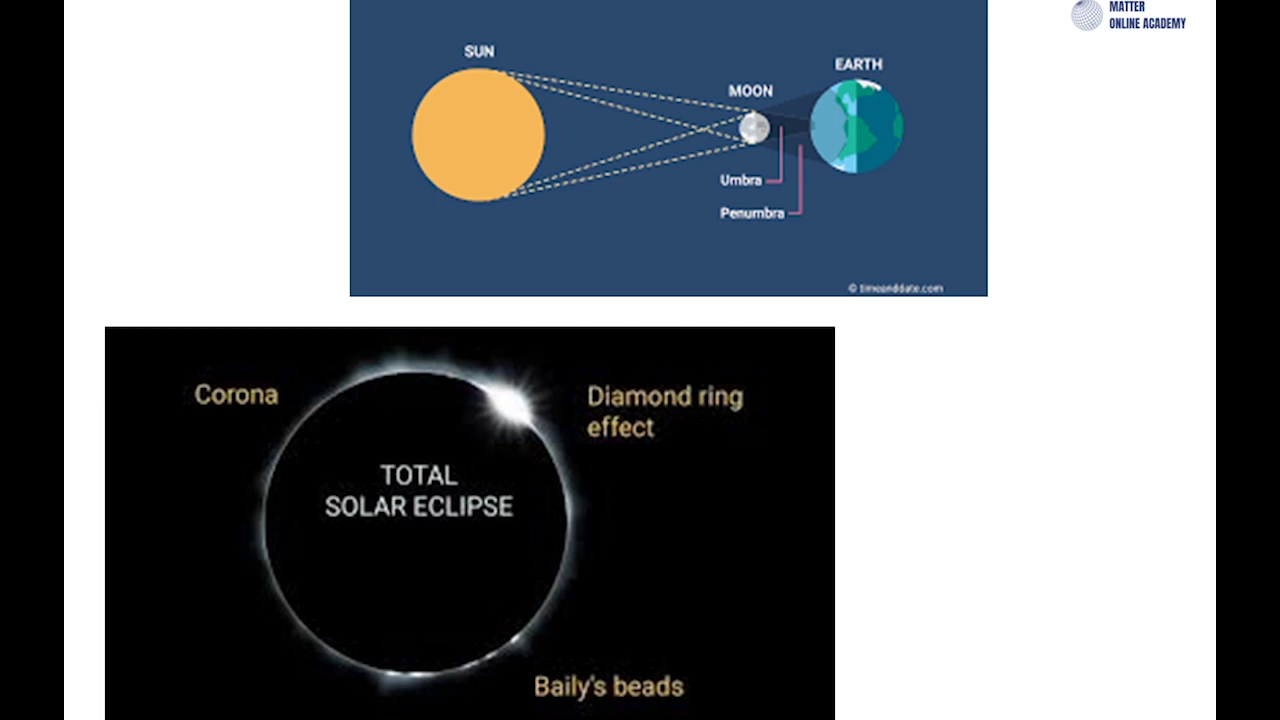 MATTER
ONLINE ACADEMY
SUN
EARTH
MOON
Umbra
Penumbra
© timeanddate.com
Corona
Diamond ring
effect
TOTAL
SOLAR ECLIPSE
Baily's beads